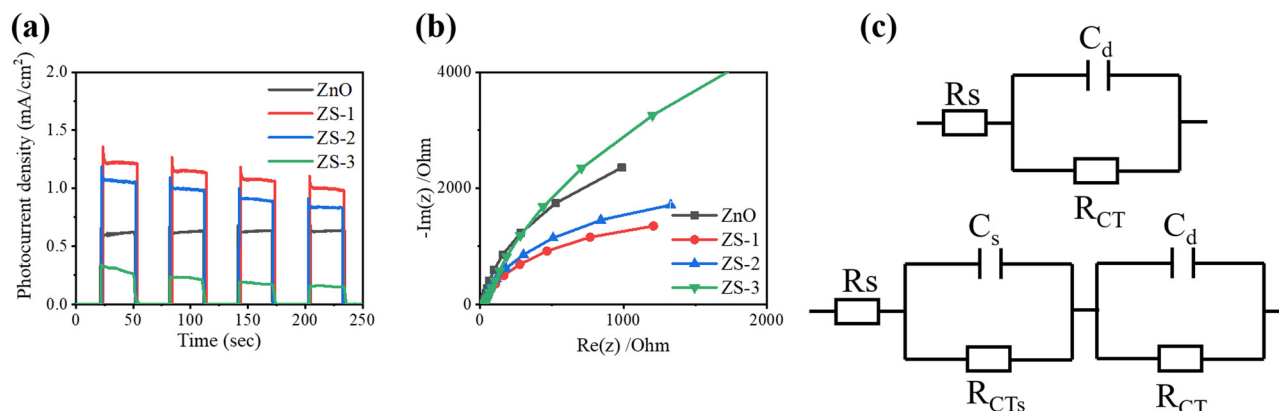 (a)
Photocurrent density (mA/cm²)
2.0
1.5
1.0
0.5
0.0
ZnO
ZS-1
ZS-2
ZS-3
0 50 100 150 200 250
Time (sec)
(b)
-Im(z) /Ohm
4000
2000
0
ZnO
ZS-1
ZS-2
ZS-3
0 1000 2000
Re(z) /Ohm
(c)
Cd
Rs
RCT
Cs
Cd
Rs
RCTs
RCT